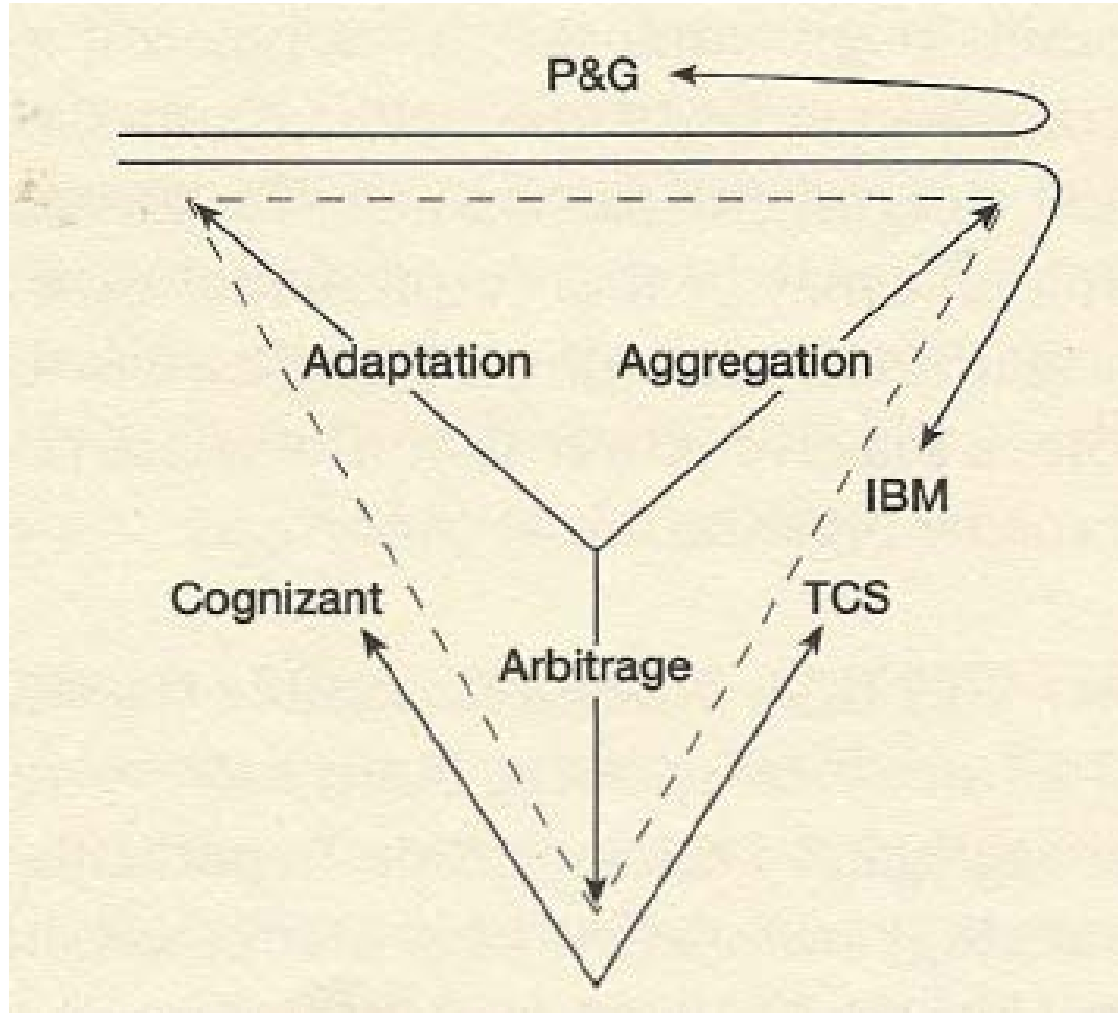 P&G
Adaptation
Aggregation
IBM
Cognizant
TCS
Arbitrage